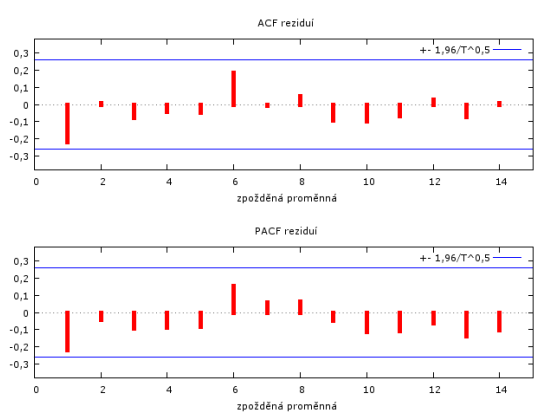 ACF reziduí
+- 1,96/T^0,5
0,3
0,2
0,1
0
-0,1
-0,2
-0,3
0 2 4 6 8 10 12 14
zpožděná proměnná
PACF reziduí
+- 1,96/T^0,5
0,3
0,2
0,1
0
-0,1
-0,2
-0,3
0 2 4 6 8 10 12 14
zpožděná proměnná